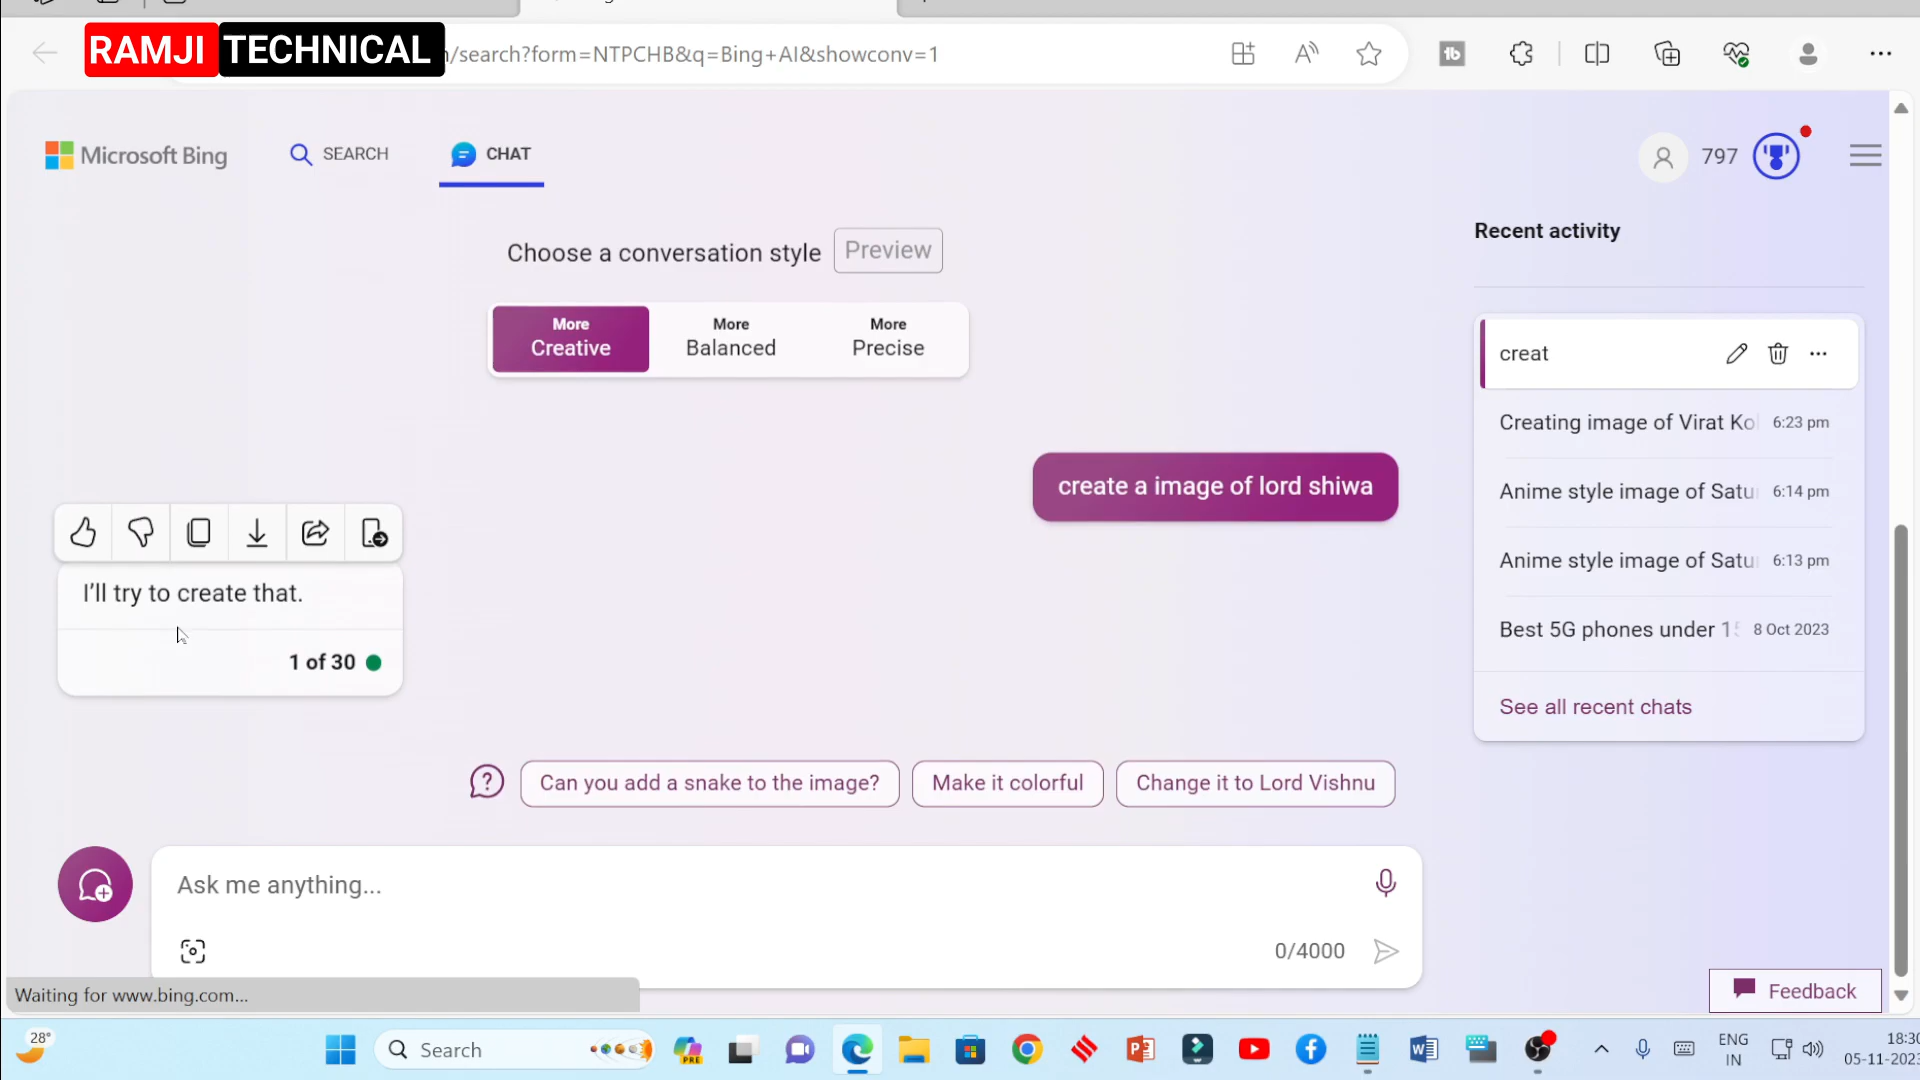 RAMJI TECHNICAL
/search?form=NTPCHB&q=Bing+AI&showconv=1
Microsoft Bing
SEARCH
CHAT
797
Choose a conversation style
Preview
More
Creative
More
Balanced
More
Precise
create a image of lord shiwa
I'll try to create that.
1 of 30
Can you add a snake to the image?
Make it colorful
Change it to Lord Vishnu
Ask me anything...
0/4000
Recent activity
creat
Creating image of Virat Ko
6:23 pm
Anime style image of Satu
6:14 pm
Anime style image of Satu
6:13 pm
Best 5G phones under 15
8 Oct 2023
See all recent chats
Feedback
Waiting for www.bing.com...
28°
Search
PRE
ENG
IN
18:30
05-11-2023